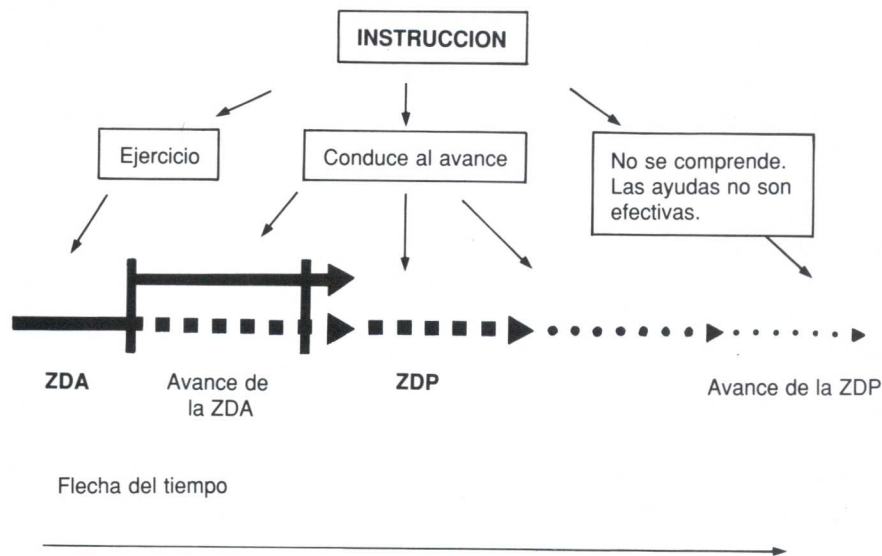 INSTRUCCION
Ejercicio
Conduce al avance
No se comprende.
Las ayudas no son
efectivas.
ZDA
Avance de
la ZDA
ZDP
Avance de la ZDP
Flecha del tiempo